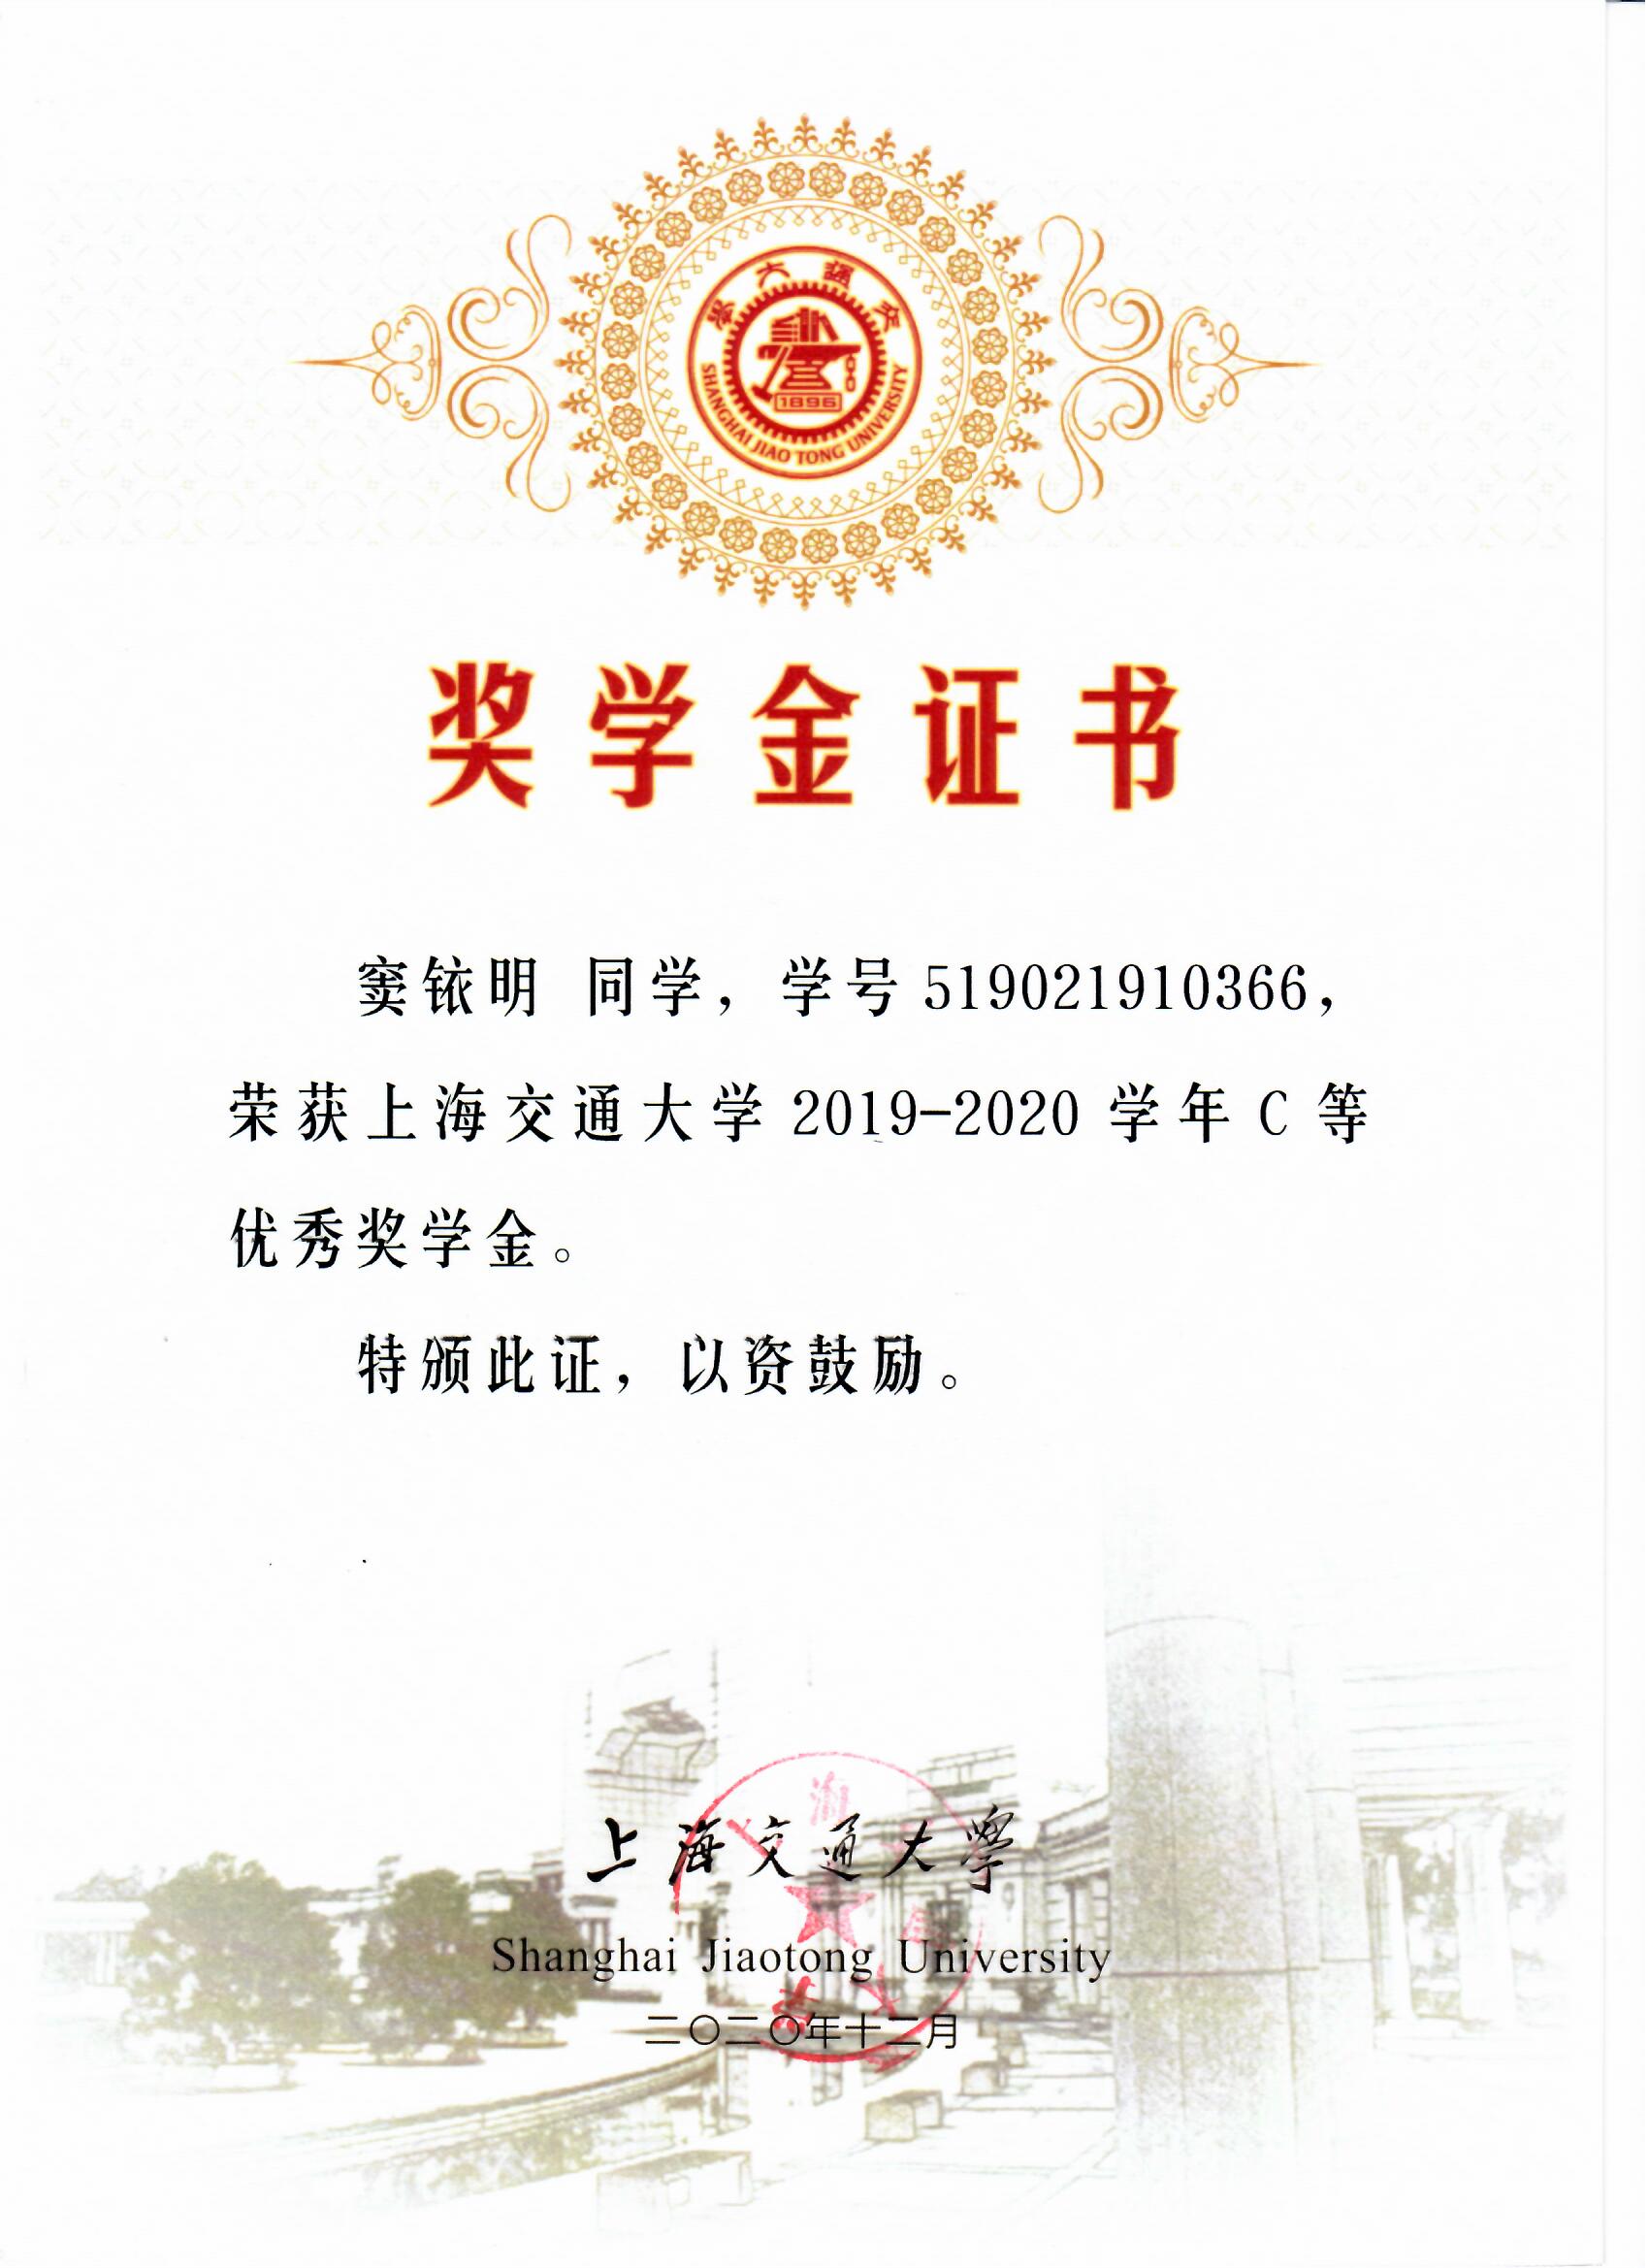 學大通交
1896
SHANGHAI JIAO TONG UNIVERSITY
奖学金证书
窦铱明 同学，学号 519021910366，
荣获上海交通大学 2019-2020 学年 C 等
优秀奖学金。
特颁此证，以资鼓励。
上海交通大學
Shanghai Jiaotong University
二〇二〇年十二月